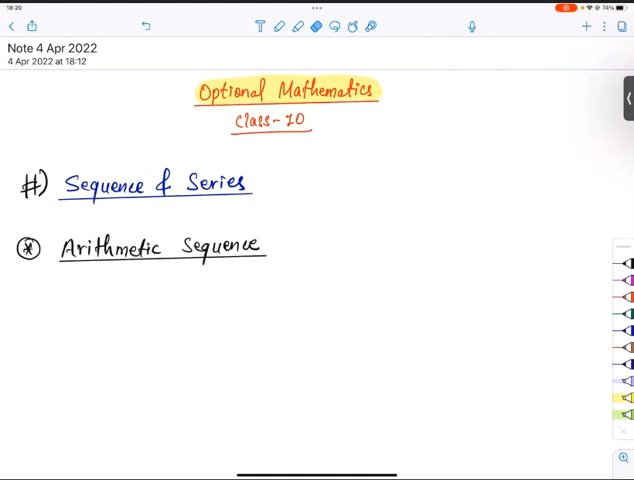 18:20
74%
Note 4 Apr 2022
4 Apr 2022 at 18:12
Optional Mathematics
Class-10
#) Sequence & Series
* Arithmetic Sequence